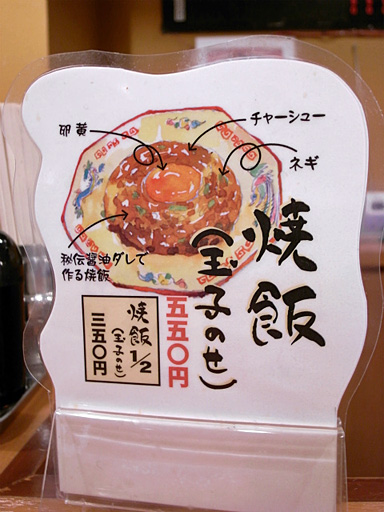 卵黄
チャーシュー
ネギ
秘伝醤油ダレで
作る焼飯
焼飯
(玉子のせ)
五五〇円
焼飯1/2
(玉子のせ)
三五〇円